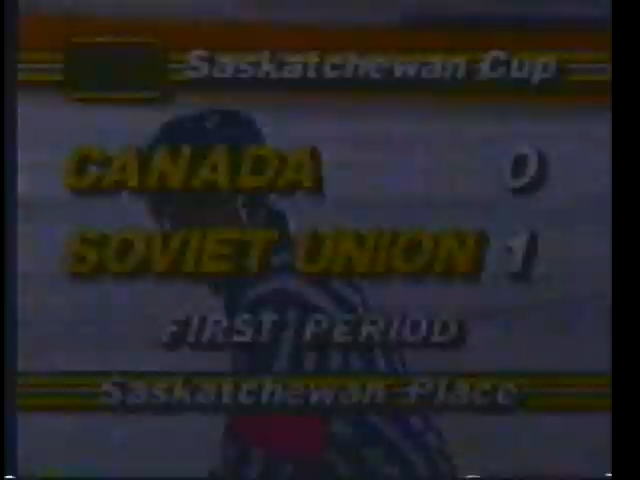 Saskatchewan Cup
CANADA 0
SOVIET UNION 1
FIRST PERIOD
Saskatchewan Place